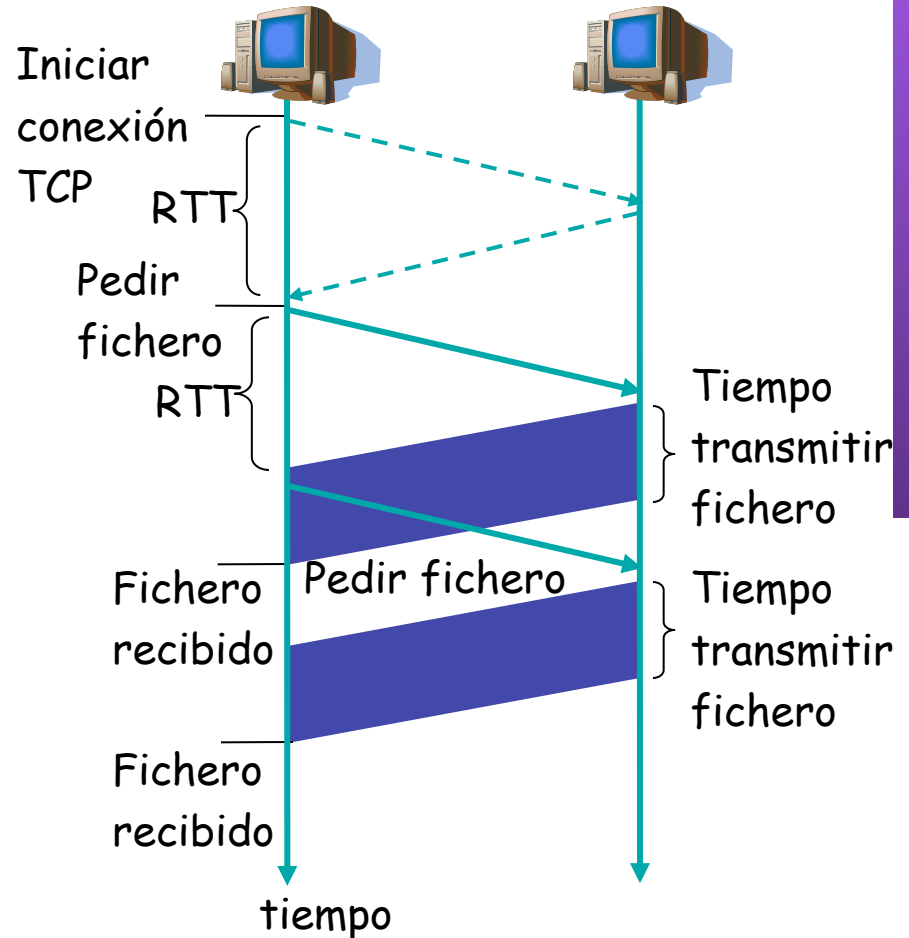 Iniciar
conexión
TCP
RTT
Pedir
fichero
RTT
Tiempo
transmitir
fichero
Pedir fichero
Fichero
recibido
Tiempo
transmitir
fichero
Fichero
recibido
tiempo